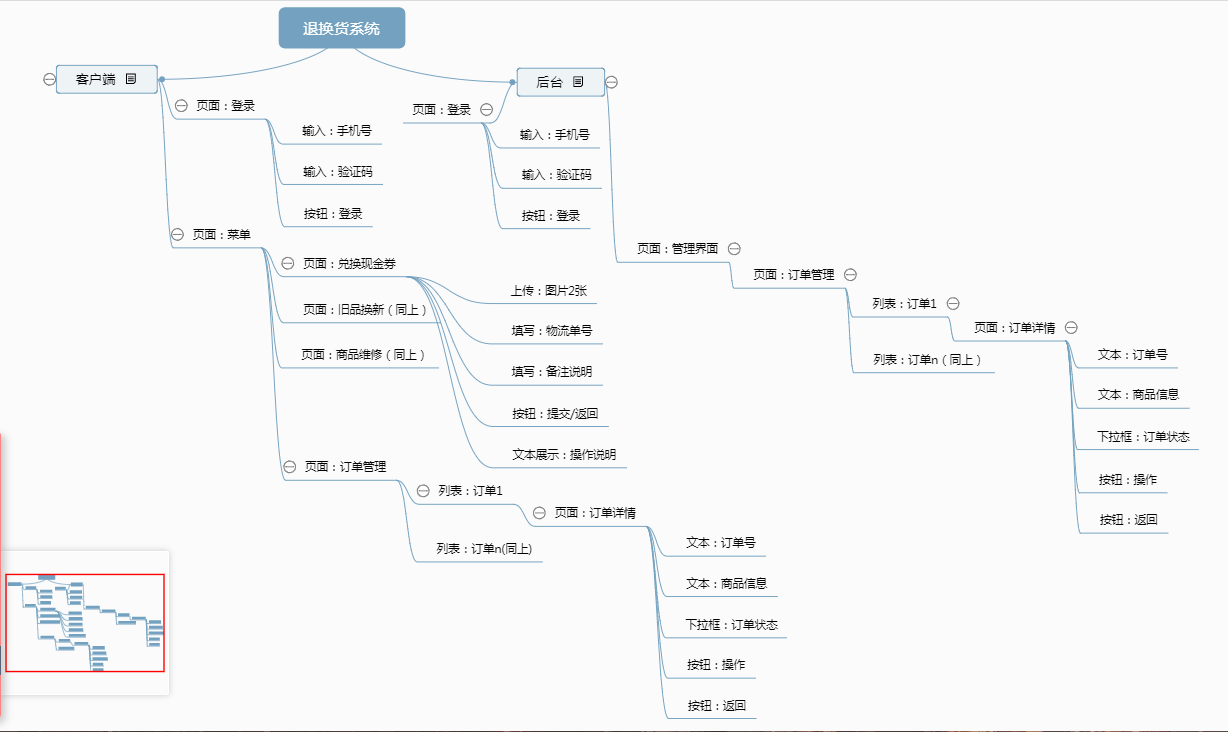 退换货系统
客户端
页面：登录
输入：手机号
输入：验证码
按钮：登录
页面：菜单
页面：兑换现金券
上传：图片2张
填写：物流单号
填写：备注说明
按钮：提交/返回
文本展示：操作说明
页面：旧品换新（同上）
页面：商品维修（同上）
页面：订单管理
列表：订单1
页面：订单详情
文本：订单号
文本：商品信息
下拉框：订单状态
按钮：操作
按钮：返回
列表：订单n(同上)
后台
页面：登录
输入：手机号
输入：验证码
按钮：登录
页面：管理界面
页面：订单管理
列表：订单1
页面：订单详情
文本：订单号
文本：商品信息
下拉框：订单状态
按钮：操作
按钮：返回
列表：订单n（同上）